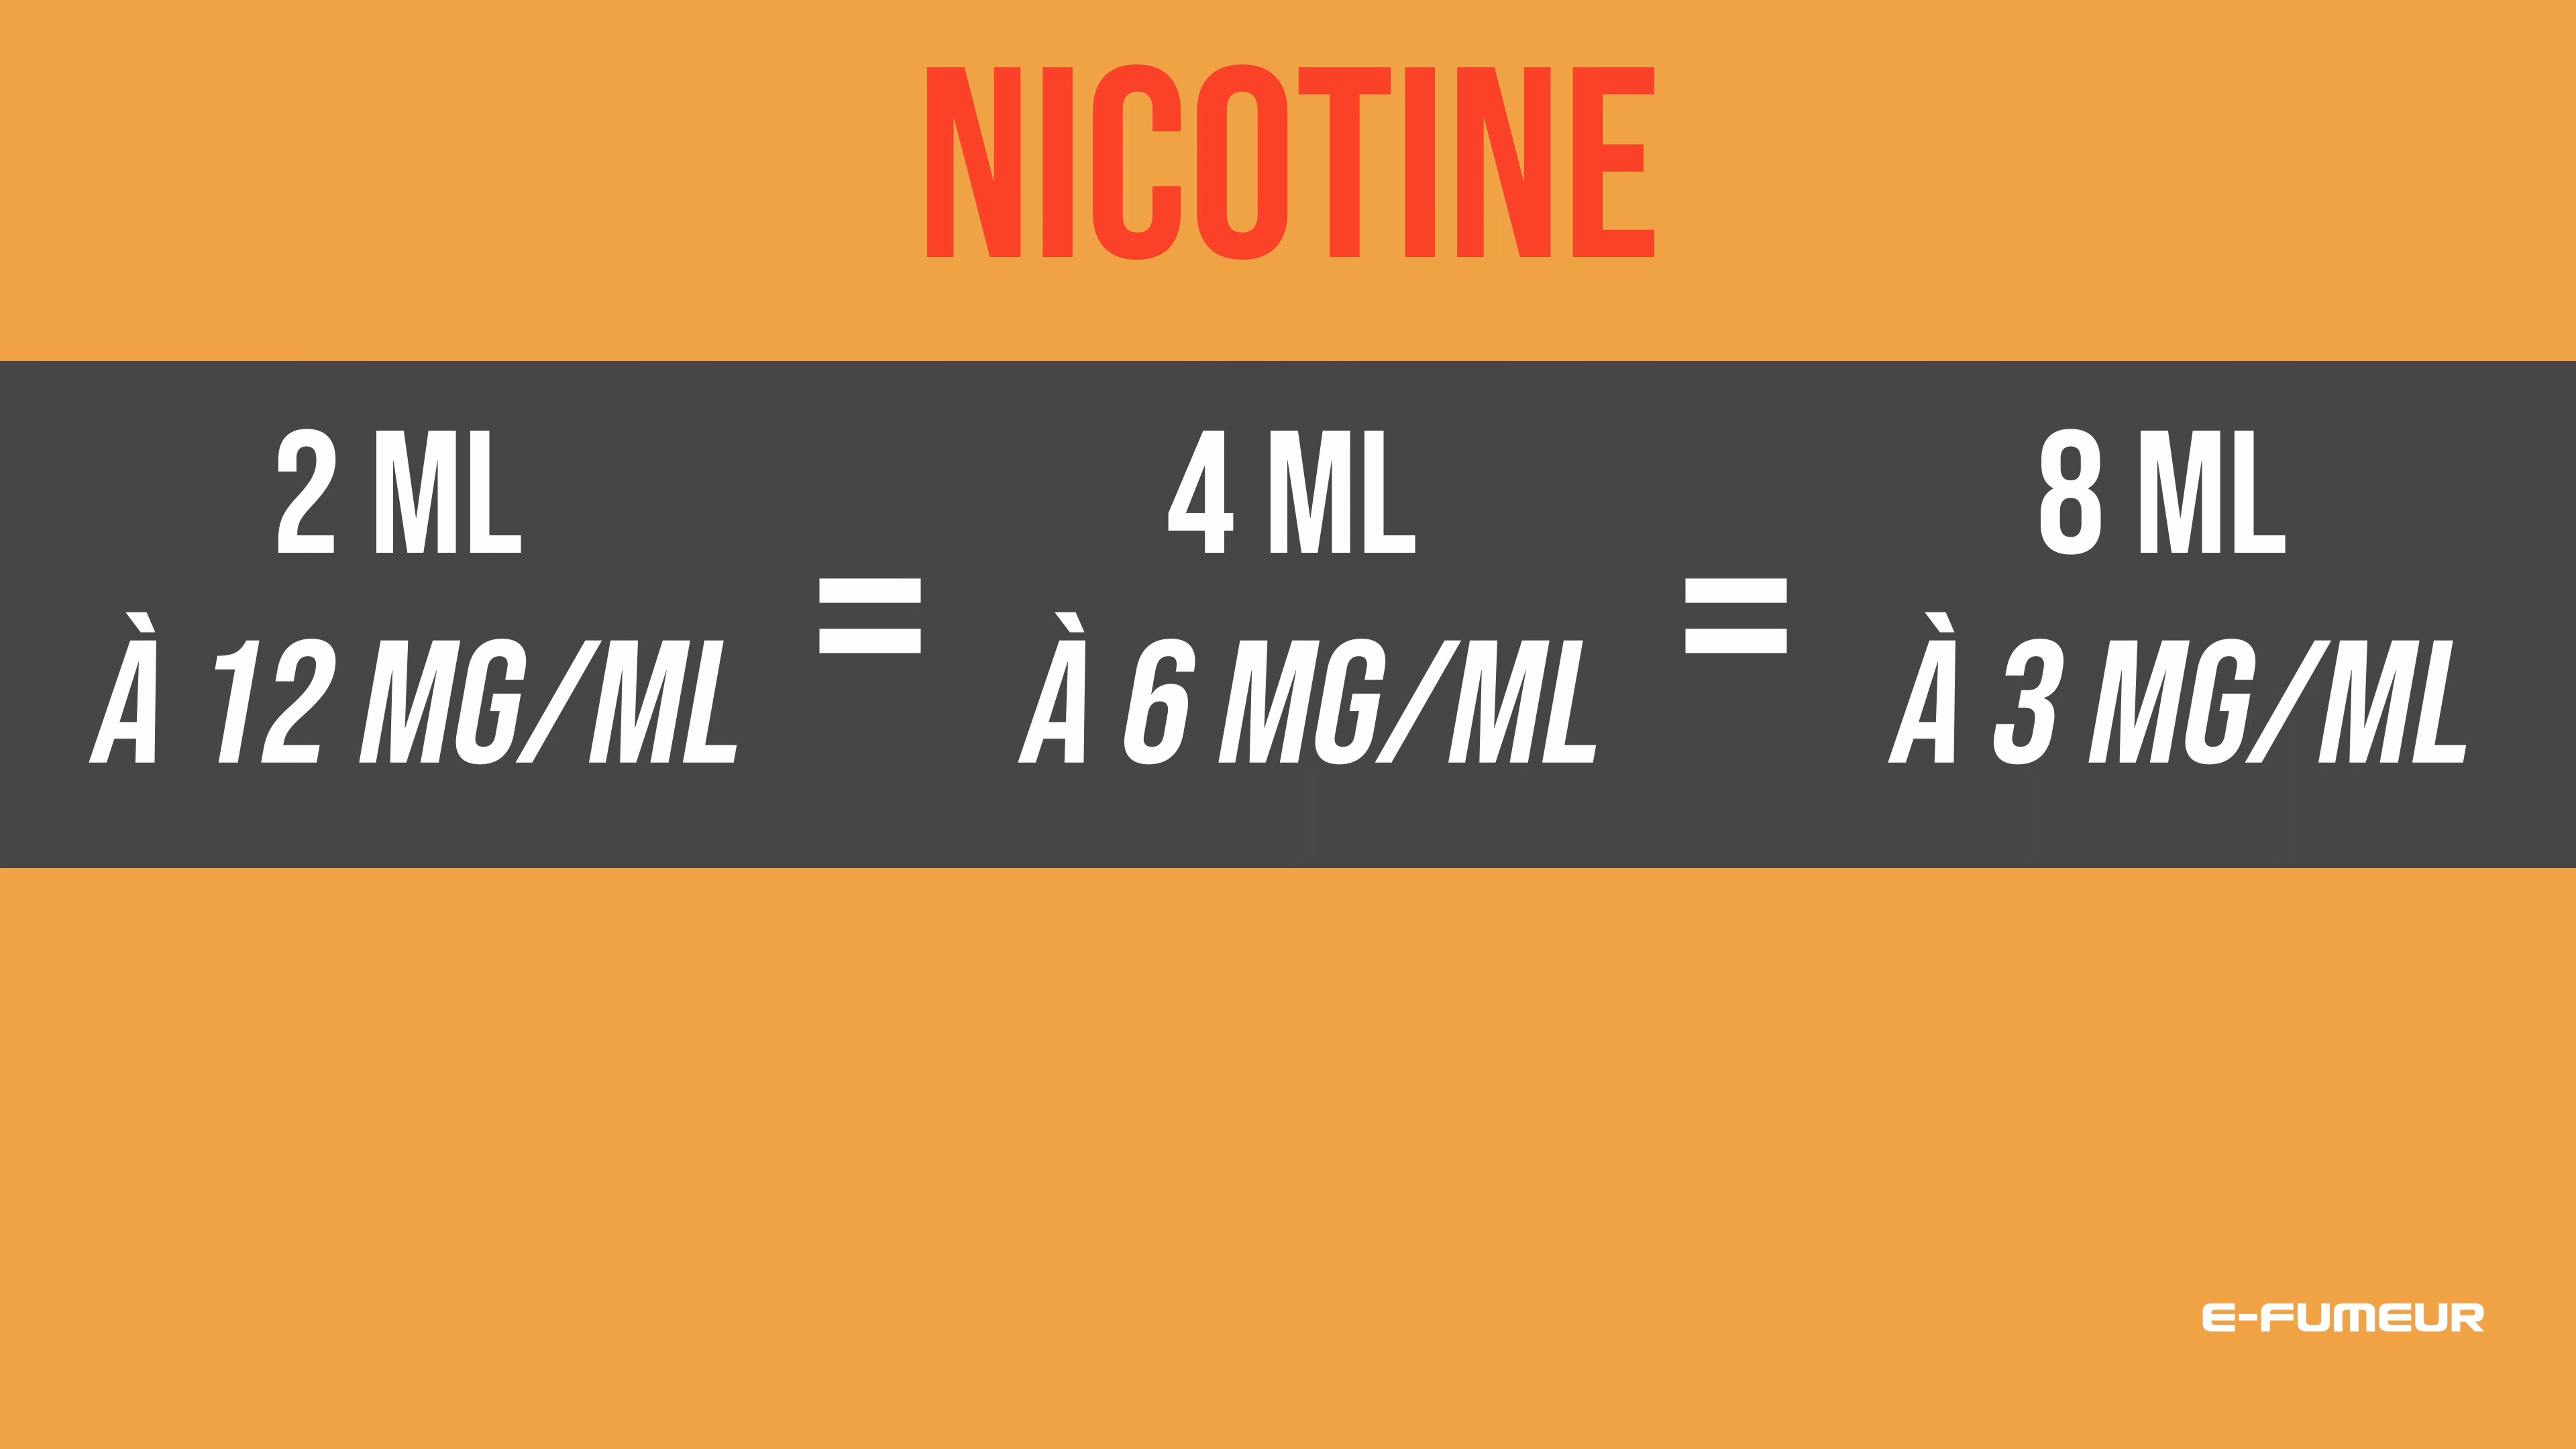 NICOTINE
2 ML
À 12 MG/ML
=
4 ML
À 6 MG/ML
=
8 ML
À 3 MG/ML
E-FUMEUR